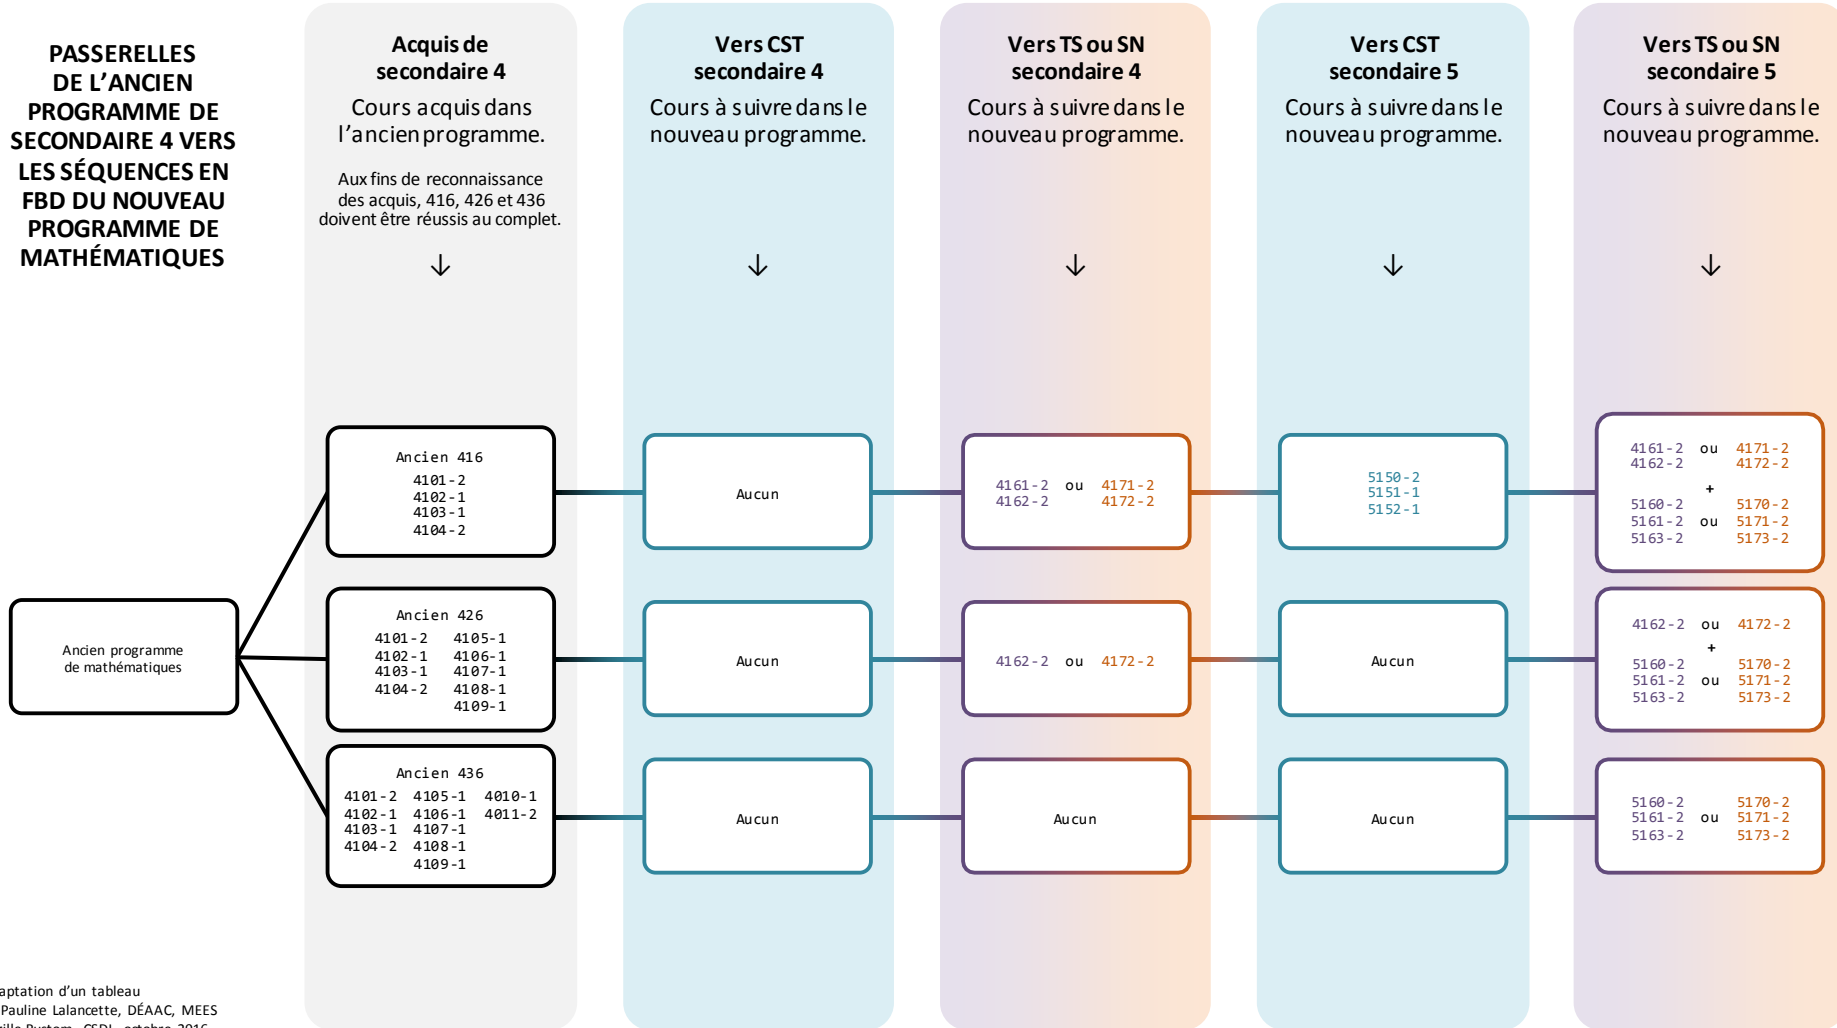 PASSERELLES
DE L’ANCIEN
PROGRAMME DE
SECONDAIRE 4 VERS
LES SÉQUENCES EN
FBD DU NOUVEAU
PROGRAMME DE
MATHÉMATIQUES
Acquis de
secondaire 4
Cours acquis dans
l’ancien programme.
Aux fins de reconnaissance
des acquis, 416, 426 et 436
doivent être réussis au complet.
↓
Vers CST
secondaire 4
Cours à suivre dans le
nouveau programme.
↓
Vers TS ou SN
secondaire 4
Cours à suivre dans le
nouveau programme.
↓
Vers CST
secondaire 5
Cours à suivre dans le
nouveau programme.
↓
Vers TS ou SN
secondaire 5
Cours à suivre dans le
nouveau programme.
↓
Ancien programme
de mathématiques
Ancien 416
4101-2
4102-1
4103-1
4104-2
Aucun
4161-2 ou 4171-2
4162-2 4172-2
5150-2
5151-1
5152-1
4161-2 ou 4171-2
4162-2 4172-2
+
5160-2 5170-2
5161-2 ou 5171-2
5163-2 5173-2
Ancien 426
4101-2 4105-1
4102-1 4106-1
4103-1 4107-1
4104-2 4108-1
4109-1
Aucun
4162-2 ou 4172-2
Aucun
4162-2 ou 4172-2
+
5160-2 5170-2
5161-2 ou 5171-2
5163-2 5173-2
Ancien 436
4101-2 4105-1 4010-1
4102-1 4106-1 4011-2
4103-1 4107-1
4104-2 4108-1
4109-1
Aucun
Aucun
Aucun
5160-2 5170-2
5161-2 ou 5171-2
5163-2 5173-2
d’un tableau
Pauline Lalancette, DÉAAC, MEES
Rustom, CSDL, octobre 2016